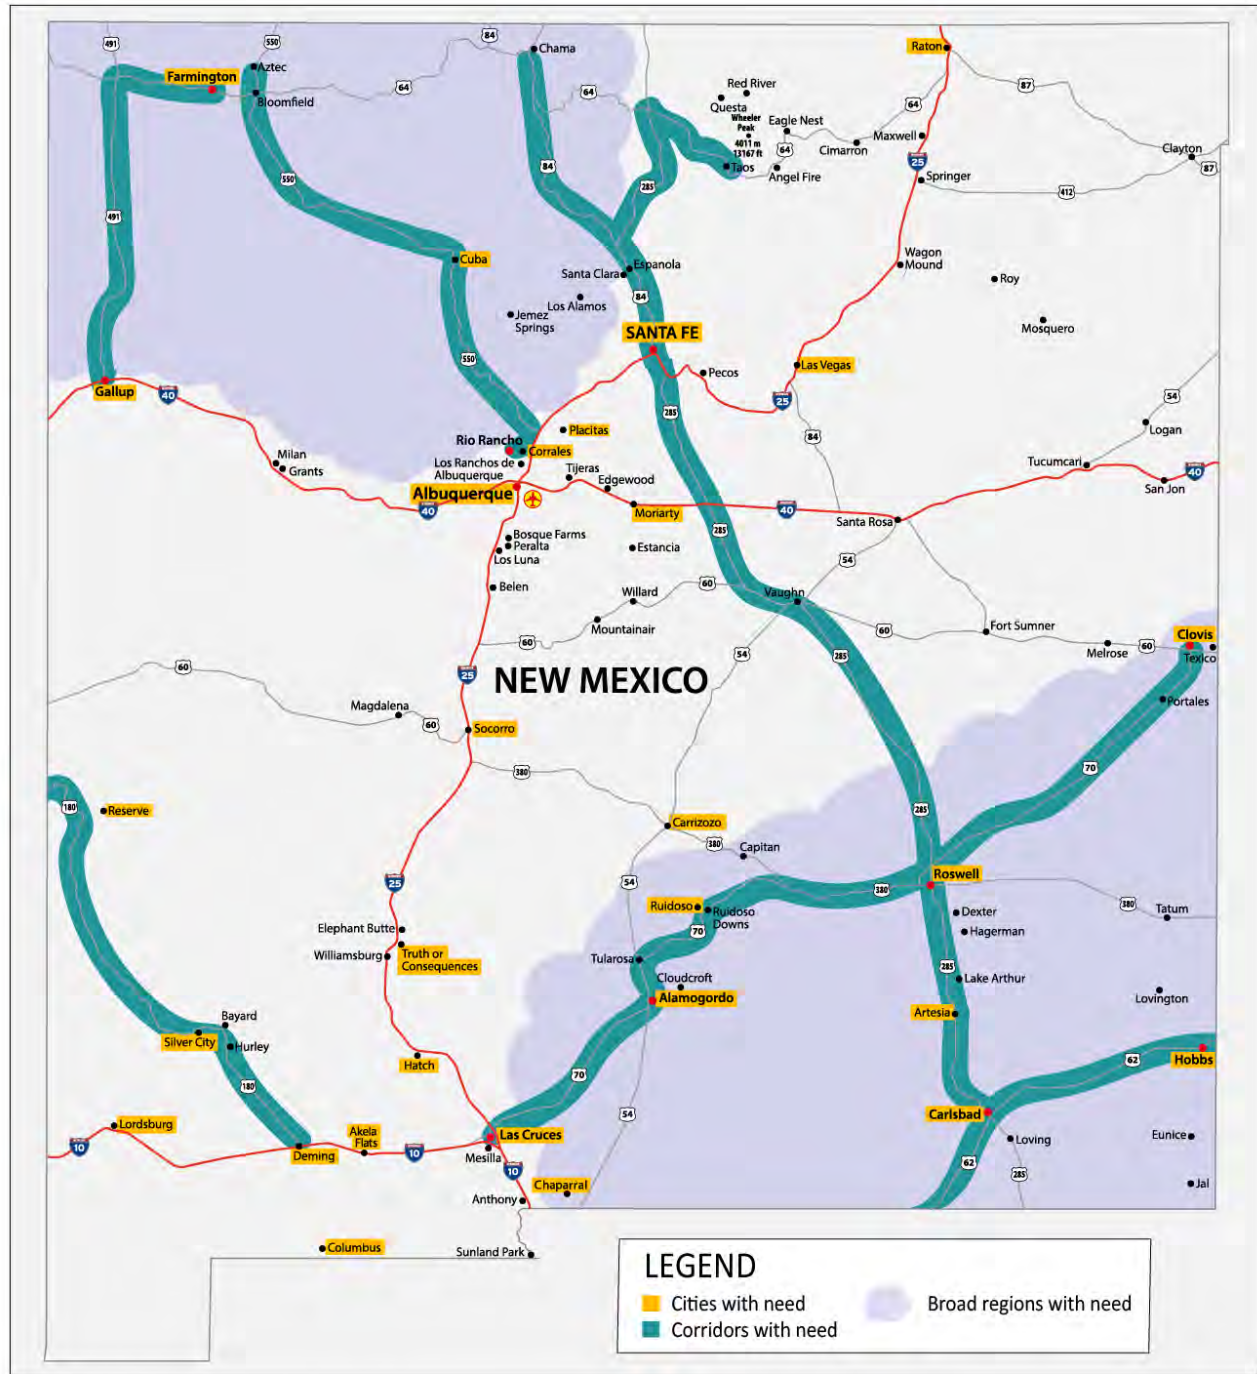 491
550
84
Chama
Raton
Aztec
Farmington
Bloomfield
64
64
Red River
Questa
Wheeler
Peak
4011 m
13167 ft
Taos
Eagle Nest
64
Angel Fire
Cimarron
64
Maxwell
25
Springer
87
Clayton
87
412
84
285
550
491
Cuba
Espanola
Santa Clara
84
Los Alamos
Jemez
Springs
Wagon
Mound
Roy
Mosquero
SANTA FE
550
Pecos
Las Vegas
25
Gallup
40
285
84
54
Logan
Placitas
Rio Rancho
Corrales
Los Ranchos de
Albuquerque
Tijeras
Edgewood
Milan
Grants
Albuquerque
40
Moriarty
40
Santa Rosa
Tucumcari
San Jon
40
Bosque Farms
Peralta
Los Luna
Estancia
285
54
Belen
Willard
60
Vaughn
Mountainair
60
60
Fort Sumner
Melrose
60
Clovis
Texico
54
285
60
25
NEW MEXICO
Portales
Magdalena
60
Socorro
380
70
180
Reserve
Carrizozo
285
380
Capitan
25
54
Roswell
380
380
Tatum
Ruidoso
Ruidoso
Downs
70
Dexter
Hagerman
Elephant Butte
Williamsburg
Truth or
Consequences
Tularosa
Cloudcroft
285
Lake Arthur
Alamogordo
Artesia
Lovington
Bayard
Silver City
Hurley
Hatch
180
70
54
62
Hobbs
Carlsbad
Lordsburg
10
Akela
Flats
Deming
10
Las Cruces
Mesilla
10
Loving
62
285
Eunice
Jal
Chaparral
Anthony
Columbus
Sunland Park
LEGEND
Cities with need
Broad regions with need
Corridors with need